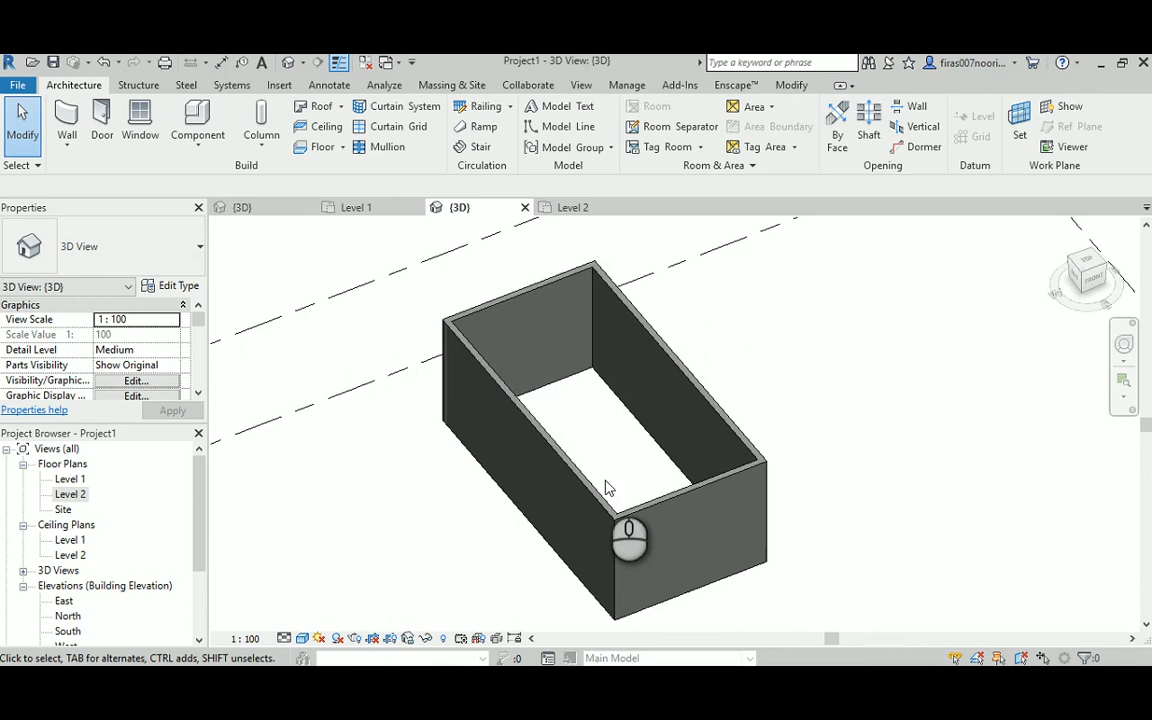 Project1 - 3D View: {3D}
Type a keyword or phrase
firas007noori...
File Architecture Structure Steel Systems Insert Annotate Analyze Massing & Site Collaborate View Manage Add-Ins Enscape™ Modify
Modify
Wall
Door
Window
Component
Column
Roof
Ceiling
Floor
Curtain System
Curtain Grid
Mullion
Railing
Ramp
Stair
Model Text
Model Line
Model Group
Room
Room Separator
Tag Room
Area
Area Boundary
Tag Area
By
Face
Shaft
Wall
Vertical
Dormer
Level
Grid
Set
Show
Ref Plane
Viewer
Select Build Circulation Model Room & Area Opening Datum Work Plane
Properties
{3D} Level 1 {3D} Level 2
3D View
3D View: {3D} Edit Type
Graphics
View Scale 1 : 100
Scale Value 1: 100
Detail Level Medium
Parts Visibility Show Original
Visibility/Graphic... Edit...
Graphic Display ... Edit...
Properties help Apply
Project Browser - Project1
Views (all)
Floor Plans
Level 1
Level 2
Site
Ceiling Plans
Level 1
Level 2
3D Views
Elevations (Building Elevation)
East
North
South
TOP
FRONT
1 : 100
Click to select, TAB for alternates, CTRL adds, SHIFT unselects.
:0
Main Model
:0